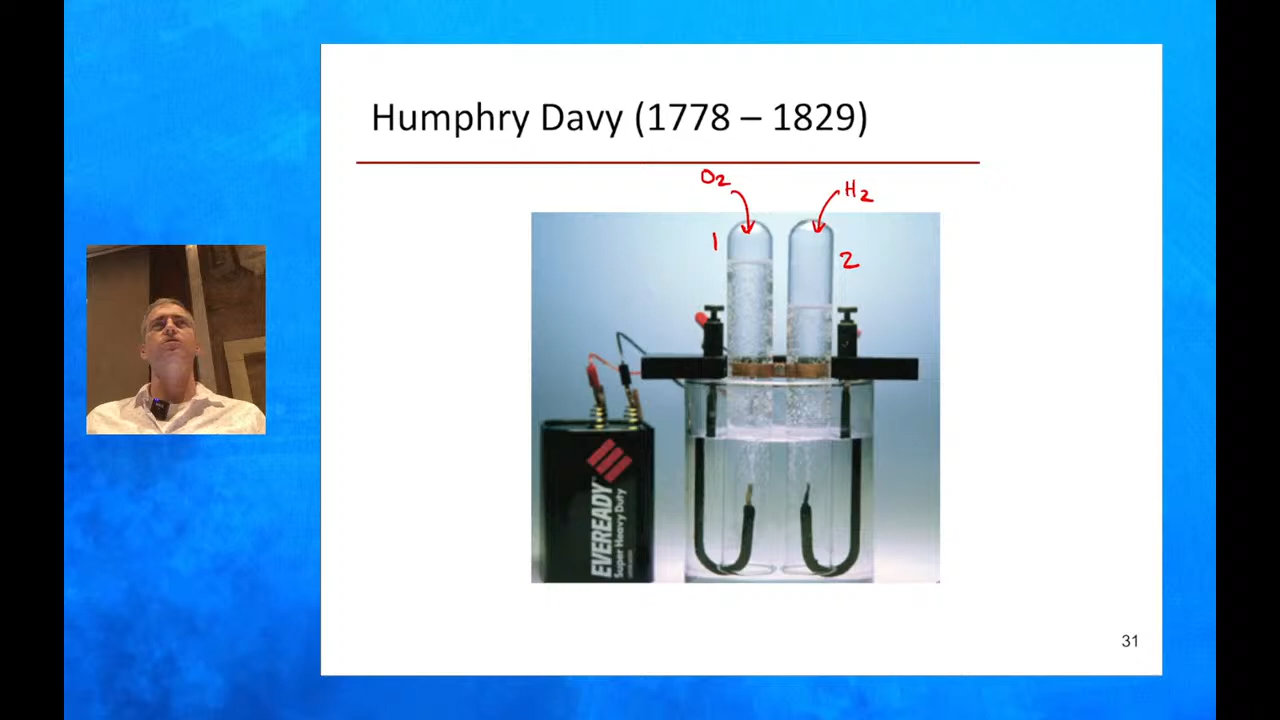 Humphry Davy (1778 – 1829)
O2
H2
1
2
EVEREADY
Super Heavy Duty
31